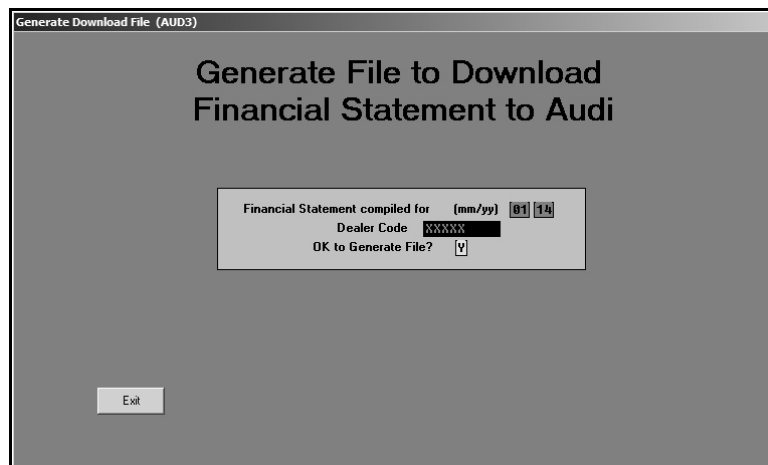 Generate Download File (AUD3)
Generate File to Download
Financial Statement to Audi
Financial Statement compiled for (mm/yy) 01 14
Dealer Code XXXXX
OK to Generate File? Y
Exit